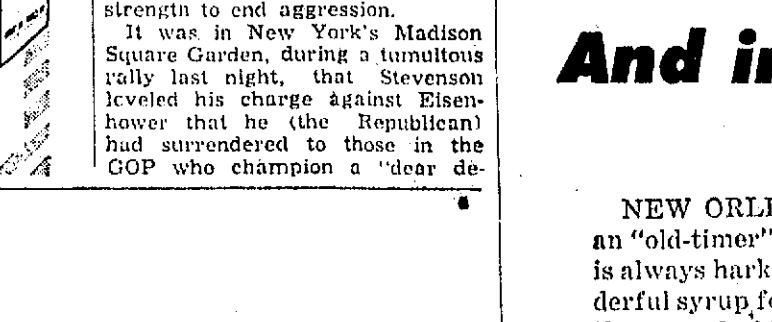 strength to end aggression.
It was in New York's Madison
Square Garden, during a tumultous
rally last night, that Stevenson
leveled his charge against Eisen-
hower that he (the Republican)
had surrendered to those in the
GOP who champion a "dear de-
And in
NEW ORLE
an "old-timer"
is always hark
derful syrup fo